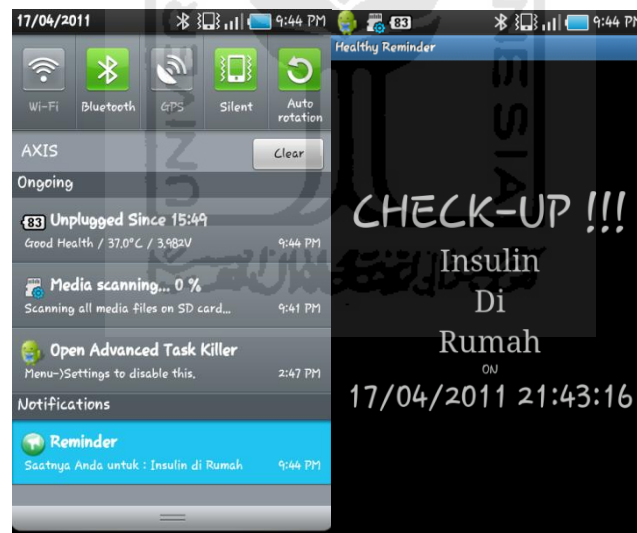 17/04/2011
9:44 PM
Wi-Fi
Bluetooth
GPS
Silent
Auto
rotation
AXIS
Clear
Ongoing
83
Unplugged Since 15:49
Good Health / 37.0°C / 3.982V
9:44 PM
Media scanning... 0 %
Scanning all media files on SD card...
9:41 PM
Open Advanced Task Killer
Menu->Settings to disable this.
2:47 PM
Notifications
Reminder
Saatnya Anda untuk : Insulin di Rumah
9:44 PM
83
9:44 PM
Healthy Reminder
CHECK-UP !!!
Insulin
Di
Rumah
ON
17/04/2011 21:43:16